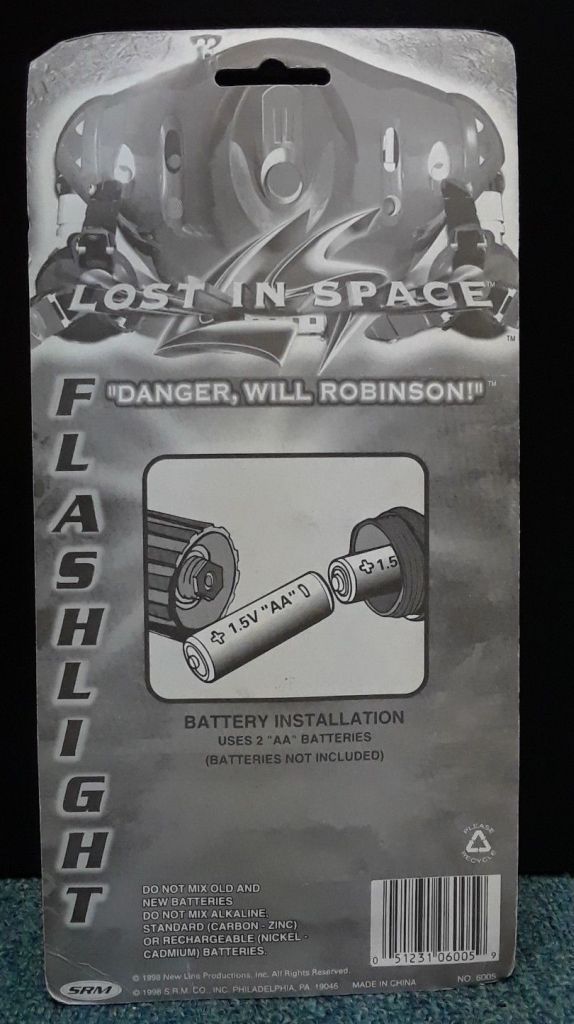 LOST IN SPACE™
TM
"DANGER, WILL ROBINSON!"™
FLASHLIGHT
+ 1.5
+ 1.5V "AA"
BATTERY INSTALLATION
USES 2 "AA" BATTERIES
(BATTERIES NOT INCLUDED)
PLEASE
RECYCLE
DO NOT MIX OLD AND
NEW BATTERIES
DO NOT MIX ALKALINE,
STANDARD (CARBON - ZINC)
OR RECHARGEABLE (NICKEL -
CADMIUM) BATTERIES.
0 51231 06005 9
© 1998 New Line Productions, Inc. All Rights Reserved.
SRM
© 1998 S.R.M. CO., INC. PHILADELPHIA, PA. 19046 MADE IN CHINA
NO. 6005